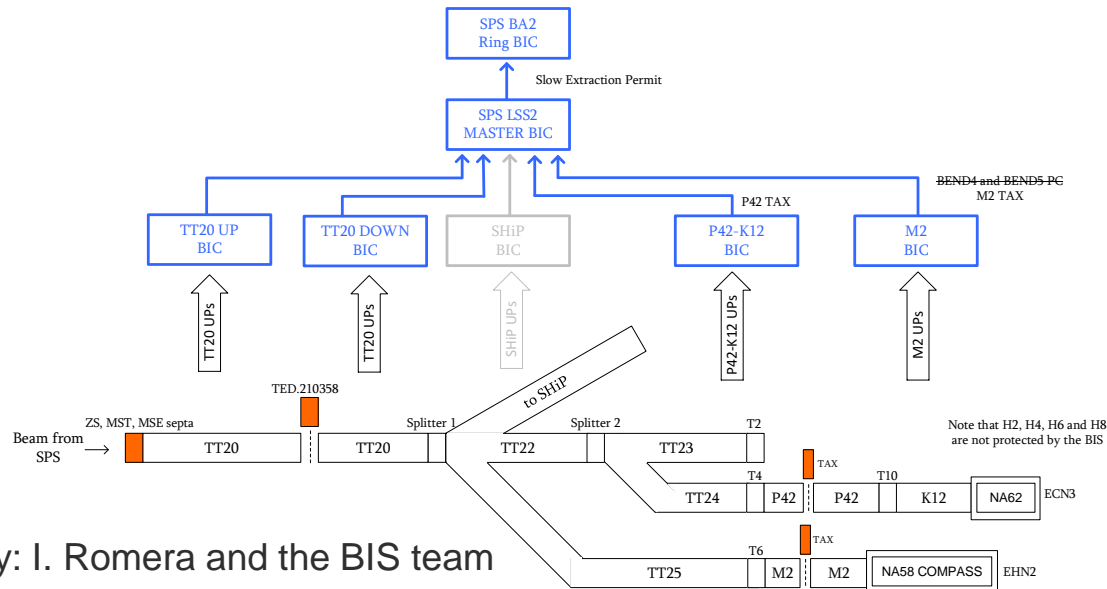 SPS BA2
Ring BIC
Slow Extraction Permit
SPS LSS2
MASTER BIC
BEND4 and BEND5 PC
M2 TAX
P42 TAX
TT20 UP
BIC
TT20 DOWN
BIC
SHiP
BIC
P42-K12
BIC
M2
BIC
TT20 UPs
TT20 UPs
SHiP UPs
P42-K12 UPs
M2 UPs
to SHiP
TED.210358
ZS, MST, MSE septa
Splitter 1
Splitter 2
T2
Note that H2, H4, H6 and H8
are not protected by the BIS
Beam from
SPS
TT20
TT20
TT22
TT23
TAX
T4
T10
TT24
P42
P42
K12
NA62
ECN3
TAX
T6
TT25
M2
M2
NA58 COMPASS
EHN2
y: I. Romera and the BIS team